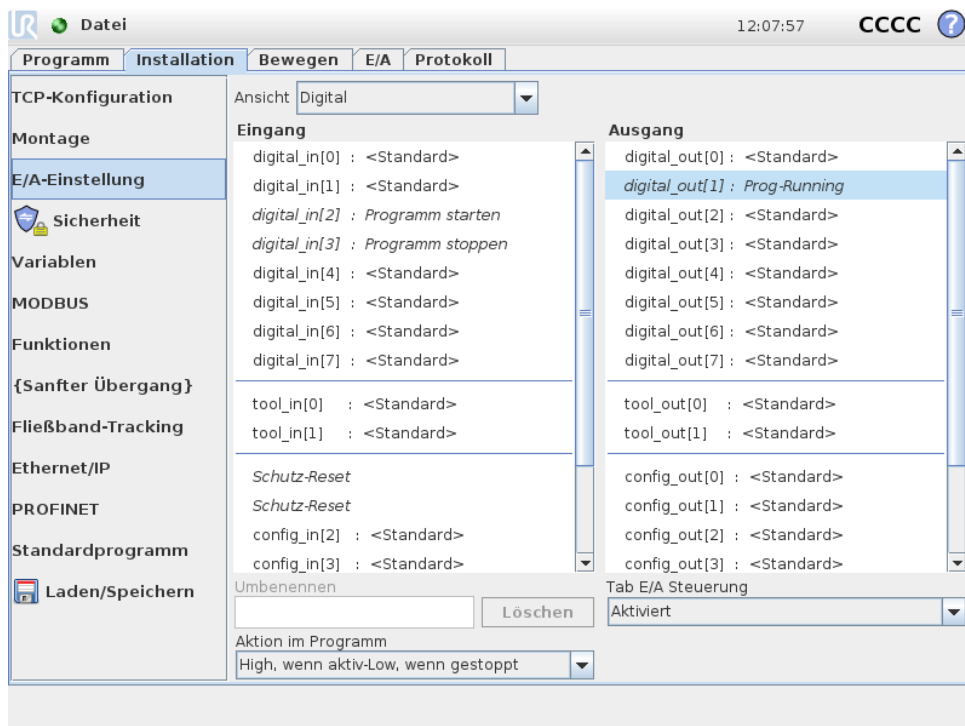 UR Datei 12:07:57 CCCC ?
Programm Installation Bewegen E/A Protokoll
TCP-Konfiguration
Montage
E/A-Einstellung
Sicherheit
Variablen
MODBUS
Funktionen
{Sanfter Übergang}
Fließband-Tracking
Ethernet/IP
PROFINET
Standardprogramm
Laden/Speichern
Ansicht Digital
Eingang
digital_in[0] : <Standard>
digital_in[1] : <Standard>
digital_in[2] : Programm starten
digital_in[3] : Programm stoppen
digital_in[4] : <Standard>
digital_in[5] : <Standard>
digital_in[6] : <Standard>
digital_in[7] : <Standard>
tool_in[0] : <Standard>
tool_in[1] : <Standard>
Schutz-Reset
Schutz-Reset
config_in[2] : <Standard>
config_in[3] : <Standard>
Umbenennen
Löschen
Aktion im Programm
High, wenn aktiv-Low, wenn gestoppt
Ausgang
digital_out[0] : <Standard>
digital_out[1] : Prog-Running
digital_out[2] : <Standard>
digital_out[3] : <Standard>
digital_out[4] : <Standard>
digital_out[5] : <Standard>
digital_out[6] : <Standard>
digital_out[7] : <Standard>
tool_out[0] : <Standard>
tool_out[1] : <Standard>
config_out[0] : <Standard>
config_out[1] : <Standard>
config_out[2] : <Standard>
config_out[3] : <Standard>
Tab E/A Steuerung
Aktiviert